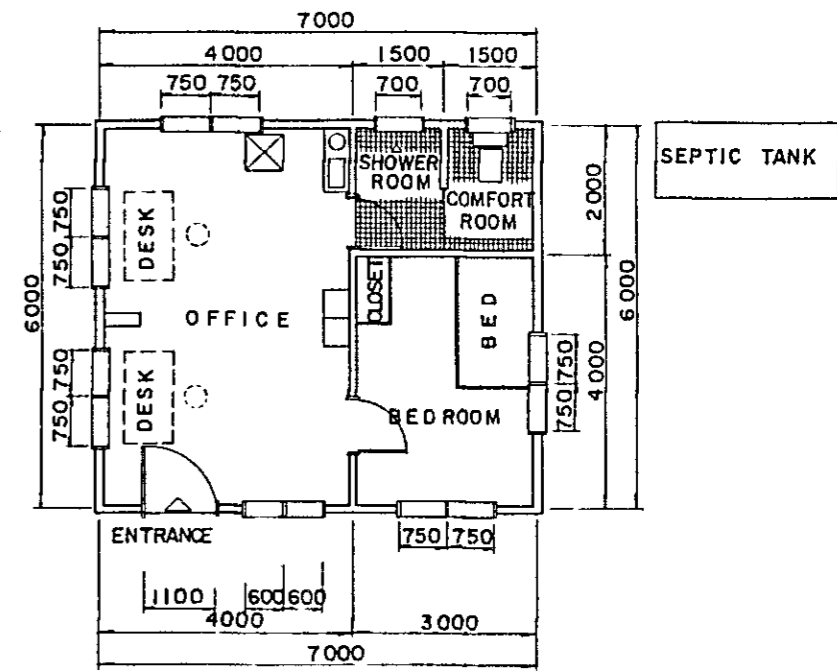 7000
4000 1500 1500
750 750 700 700
SHOWER
ROOM
COMFORT
ROOM
SEPTIC TANK
2000
750
750
DESK
6000
OFFICE
CLOSET
BED
6000
4000
750
750
750
750
DESK
BEDROOM
ENTRANCE
750 750
1100 600 600
4000 3000
7000